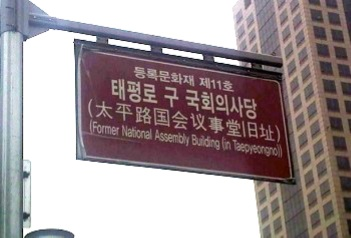 등록문화재 제11호
태평로 구 국회의사당
(太平路国会议事堂旧址)
(Former National Assembly Building (in Taepyeongno))